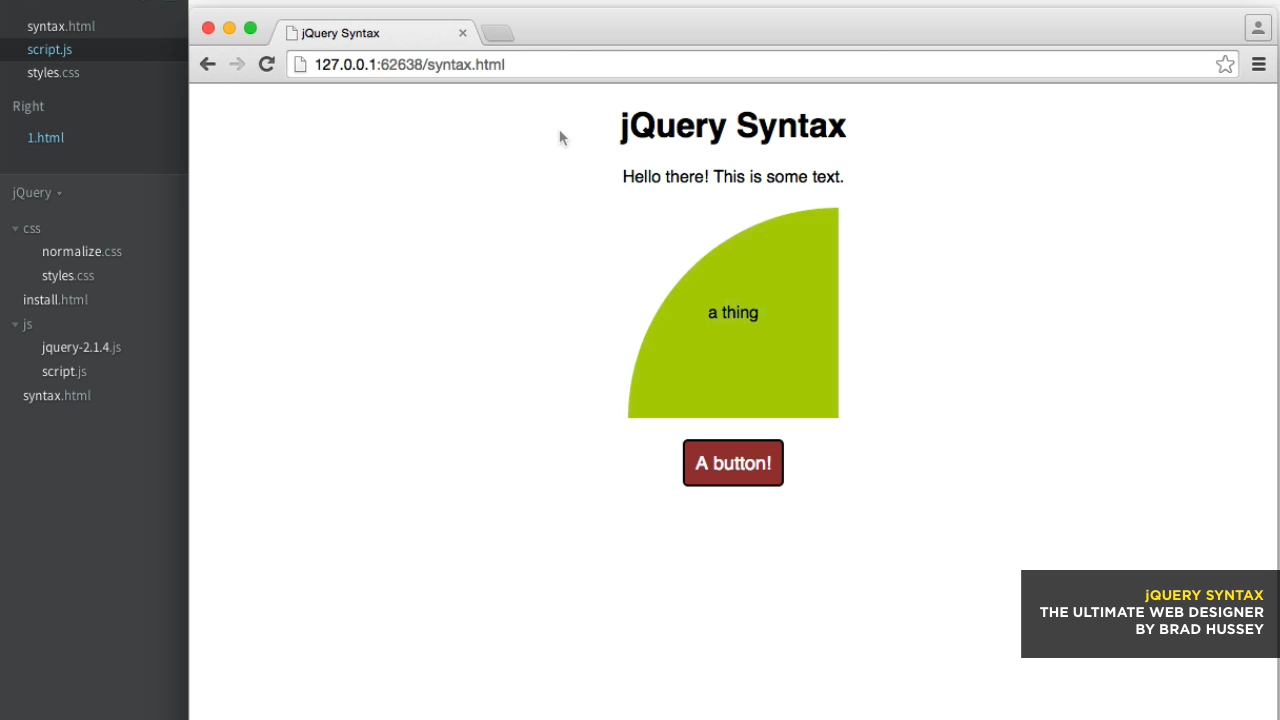 syntax.html
script.js
styles.css
Right
1.html
jQuery
css
normalize.css
styles.css
install.html
js
jquery-2.1.4.js
script.js
syntax.html
jQuery Syntax
127.0.0.1:62638/syntax.html
jQuery Syntax
Hello there! This is some text.
a thing
A button!
jQUERY SYNTAX
THE ULTIMATE WEB DESIGNER
BY BRAD HUSSEY